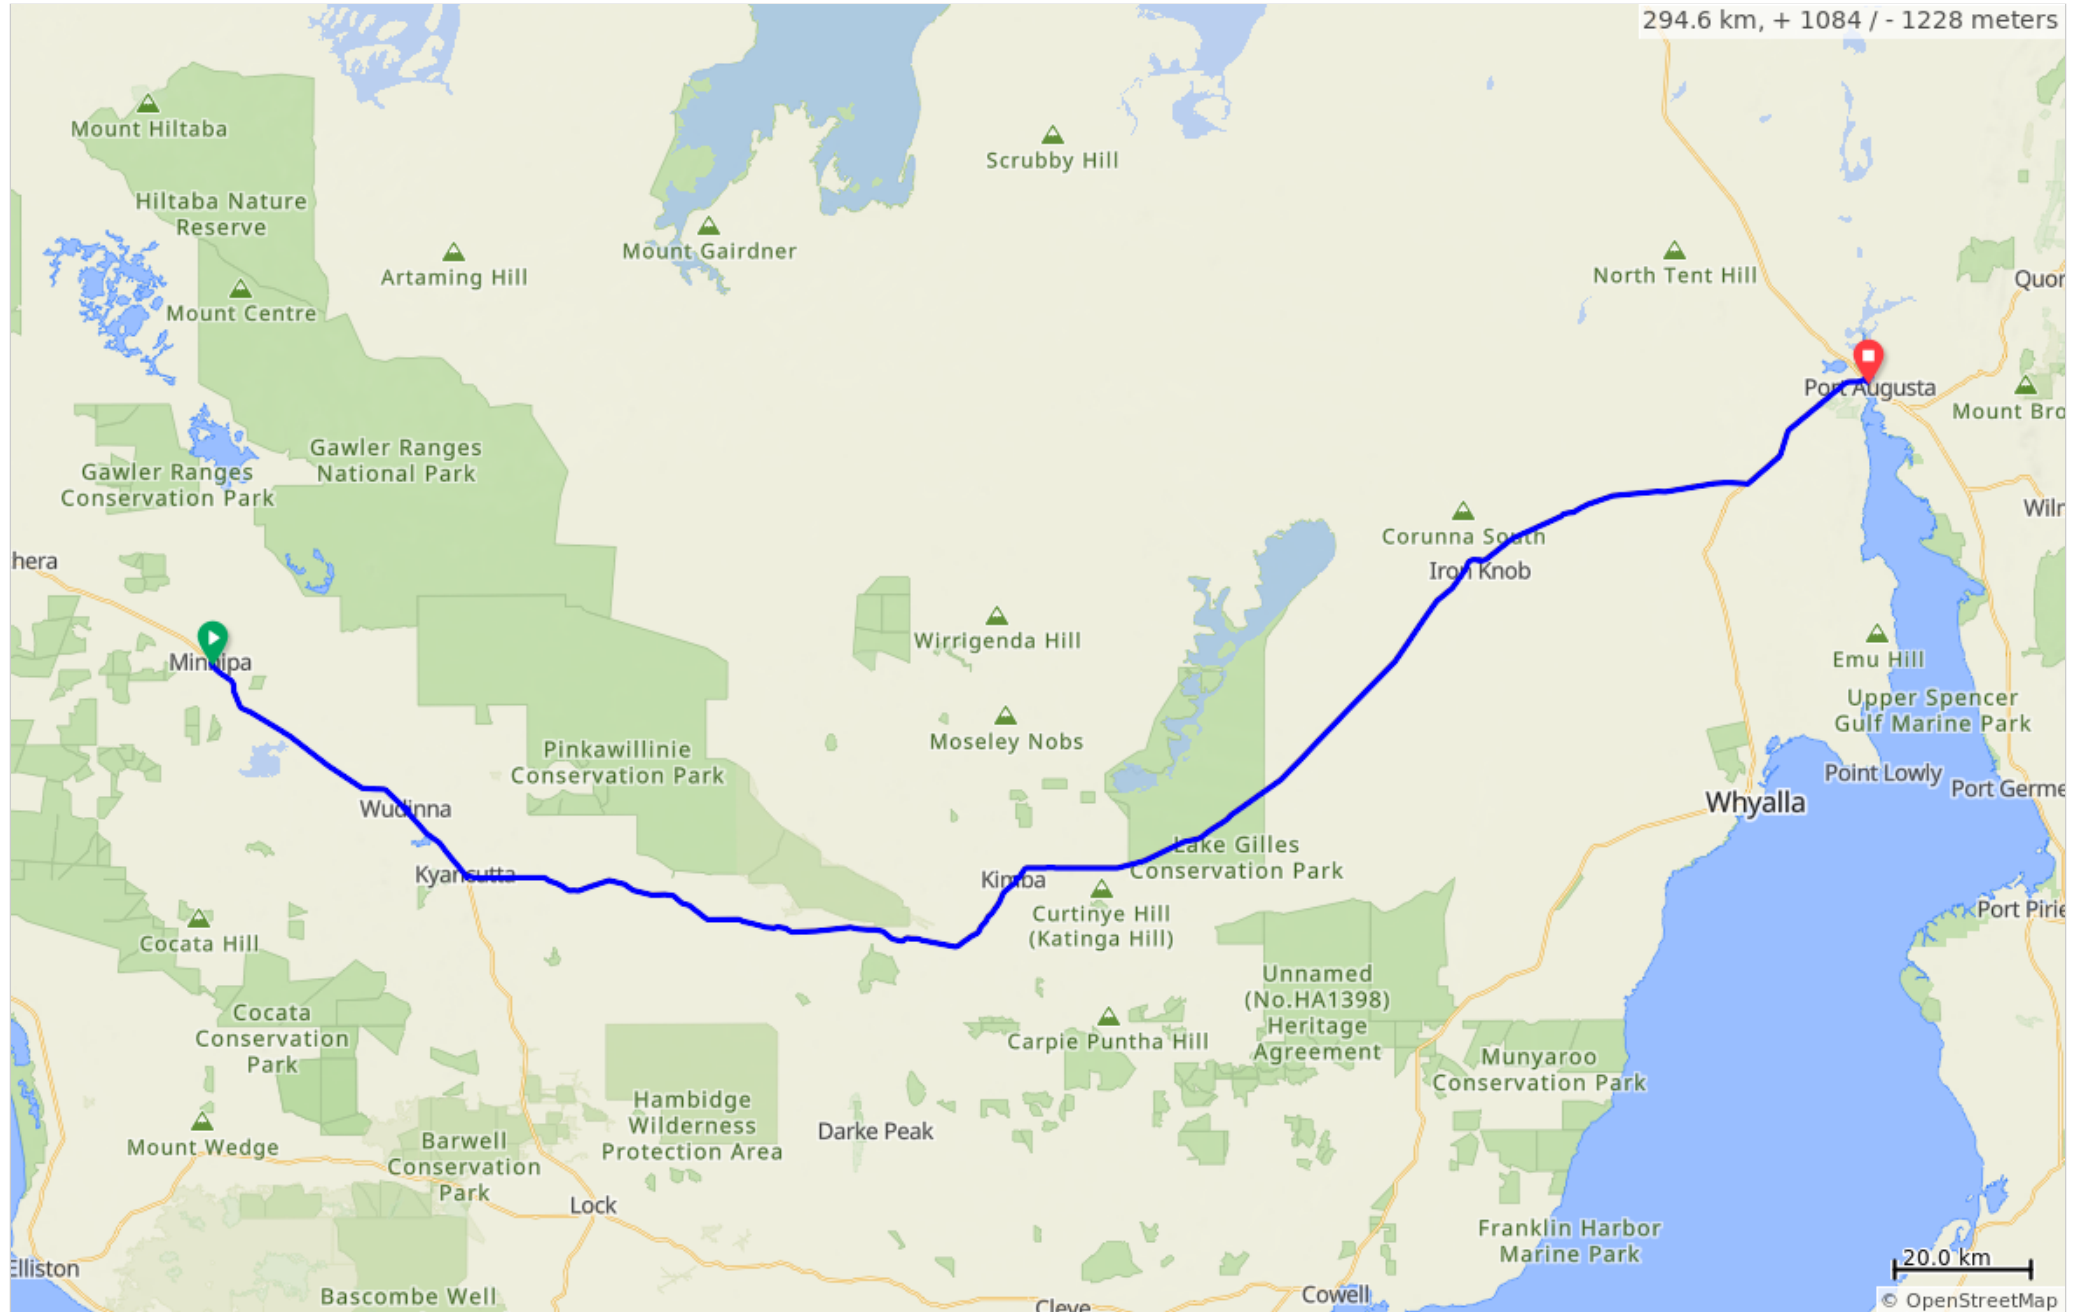 294.6 km, + 1084 / - 1228 meters
Mount Hiltaba
Scrubby Hill
Hiltaba Nature
Reserve
Mount Gairdner
Artaming Hill
North Tent Hill
Quor
Mount Centre
Port Augusta
Mount Bro
Gawler Ranges
National Park
Gawler Ranges
Conservation Park
Wilr
Corunna South
hera
Iron Knob
Wirrigenda Hill
Minnipa
Emu Hill
Upper Spencer
Gulf Marine Park
Moseley Nobs
Pinkawillinie
Conservation Park
Point Lowly
Port Germe
Whyalla
Wudinna
Lake Gilles
Conservation Park
Kyancutta
Kimba
Curtinye Hill
(Katinga Hill)
Port Pirie
Cocata Hill
Unnamed
(No.HA1398)
Heritage
Agreement
Cocata
Conservation
Park
Carpie Puntha Hill
Munyaroo
Conservation Park
Hambidge
Wilderness
Protection Area
Darke Peak
Mount Wedge
Barwell
Conservation
Park
Lock
Franklin Harbor
Marine Park
20.0 km
Elliston
Bascombe Well
Cowell
Cleve
© OpenStreetMap